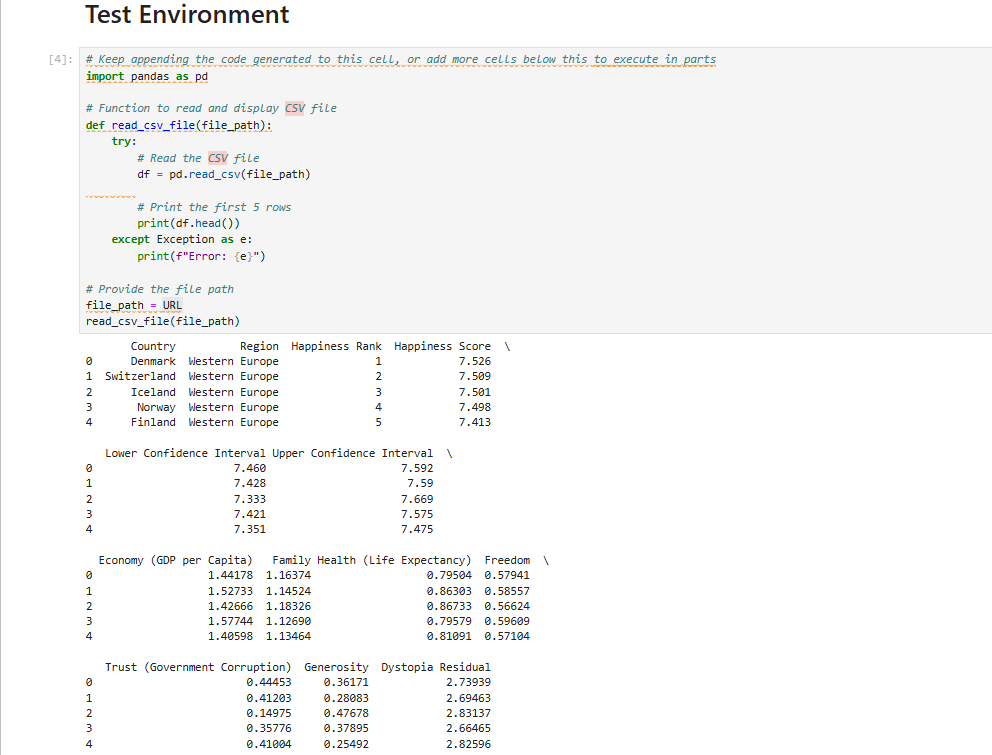 Test Environment
[4]: # Keep appending the code generated to this cell, or add more cells below this to execute in parts
import pandas as pd
# Function to read and display CSV file
def read_csv_file(file_path):
    try:
        # Read the CSV file
        df = pd.read_csv(file_path)
        # Print the first 5 rows
        print(df.head())
    except Exception as e:
        print(f"Error: {e}")
# Provide the file path
file_path = URL
read_csv_file(file_path)
       Country          Region  Happiness Rank  Happiness Score  \
0      Denmark  Western Europe               1            7.526
1  Switzerland  Western Europe               2            7.509
2      Iceland  Western Europe               3            7.501
3       Norway  Western Europe               4            7.498
4      Finland  Western Europe               5            7.413
   Lower Confidence Interval Upper Confidence Interval  \
0                      7.460                     7.592
1                      7.428                      7.59
2                      7.333                     7.669
3                      7.421                     7.575
4                      7.351                     7.475
  Economy (GDP per Capita)   Family Health (Life Expectancy)  Freedom  \
0                  1.44178  1.16374                  0.79504  0.57941
1                  1.52733  1.14524                  0.86303  0.58557
2                  1.42666  1.18326                  0.86733  0.56624
3                  1.57744  1.12690                  0.79579  0.59609
4                  1.40598  1.13464                  0.81091  0.57104
   Trust (Government Corruption)  Generosity  Dystopia Residual
0                        0.44453     0.36171            2.73939
1                        0.41203     0.28083            2.69463
2                        0.14975     0.47678            2.83137
3                        0.35776     0.37895            2.66465
4                        0.41004     0.25492            2.82596